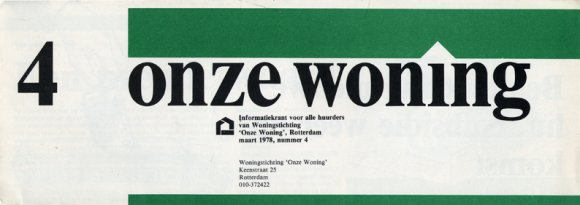 4 onze woning
Informatiekrant voor alle huurders
van Woningstichting
'Onze Woning', Rotterdam
maart 1978, nummer 4
Woningstichting 'Onze Woning'
Keenstraat 25
Rotterdam
010-372422